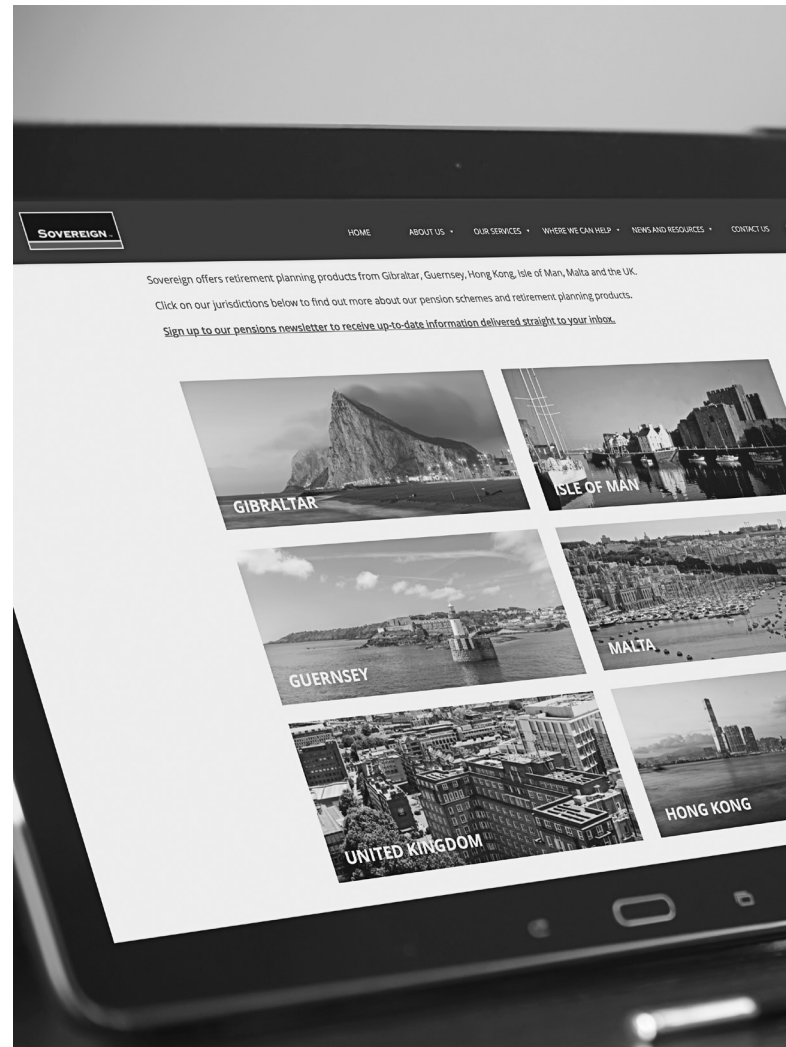 SOVEREIGN
HOME ABOUT US OUR SERVICES WHERE WE CAN HELP NEWS AND RESOURCES CONTACT US
Sovereign offers retirement planning products from Gibraltar, Guernsey, Hong Kong, Isle of Man, Malta and the UK.
Click on our jurisdictions below to find out more about our pension schemes and retirement planning products.
Sign up to our pensions newsletter to receive up-to-date information delivered straight to your inbox.
GIBRALTAR
ISLE OF MAN
GUERNSEY
MALTA
UNITED KINGDOM
HONG KONG